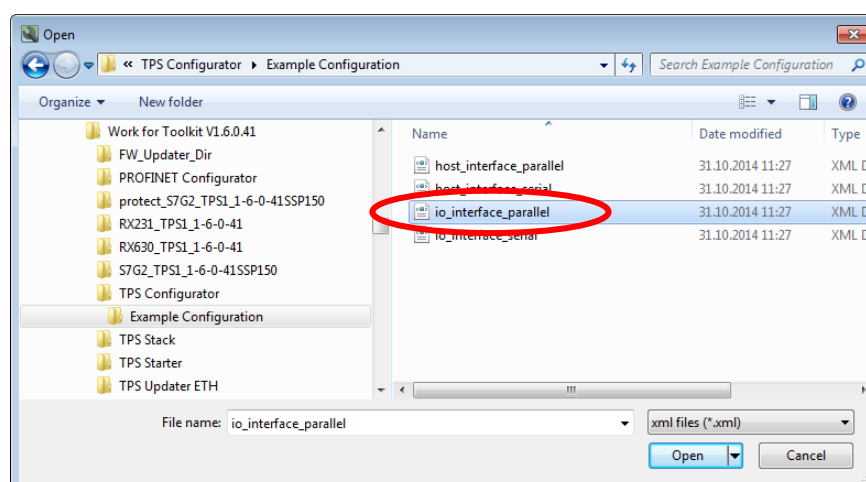 Open
« TPS Configurator Example Configuration
Search Example Configuration
Organize New folder
Name Date modified Type
Work for Toolkit V1.6.0.41
FW_Updater_Dir
PROFINET Configurator
protect_S7G2_TPS1_1-6-0-41SSP150
RX231_TPS1_1-6-0-41
RX630_TPS1_1-6-0-41
S7G2_TPS1_1-6-0-41SSP150
TPS Configurator
Example Configuration
TPS Stack
TPS Starter
TPS Updater ETH
host_interface_parallel 31.10.2014 11:27 XML D
host_interface_serial 31.10.2014 11:27 XML D
io_interface_parallel 31.10.2014 11:27 XML D
io_interface_serial 31.10.2014 11:27 XML D
File name: io_interface_parallel xml files (*.xml)
Open Cancel